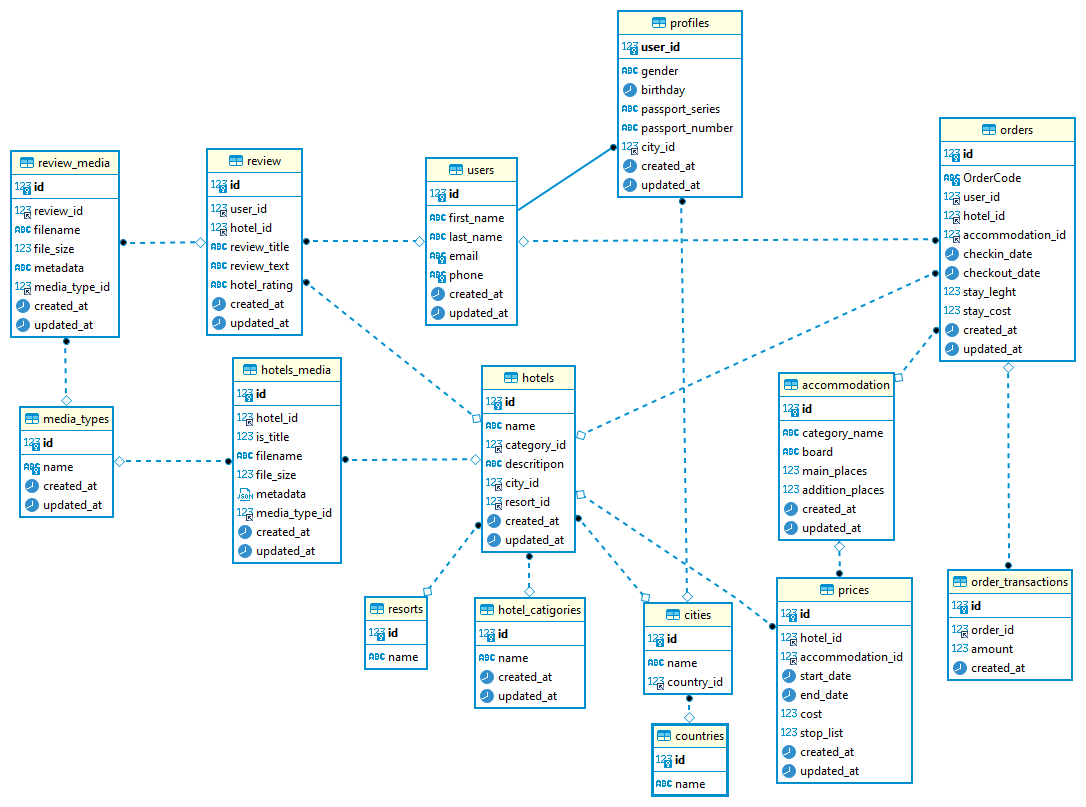 profiles
user_id
gender
birthday
passport_series
passport_number
city_id
created_at
updated_at
orders
id
OrderCode
user_id
hotel_id
accommodation_id
checkin_date
checkout_date
stay_leght
stay_cost
created_at
updated_at
review_media
id
review_id
filename
file_size
metadata
media_type_id
created_at
updated_at
review
id
user_id
hotel_id
review_title
review_text
hotel_rating
created_at
updated_at
users
id
first_name
last_name
email
phone
created_at
updated_at
hotels_media
id
hotel_id
is_title
filename
file_size
metadata
media_type_id
created_at
updated_at
hotels
id
name
category_id
descritipon
city_id
resort_id
created_at
updated_at
accommodation
id
category_name
board
main_places
addition_places
created_at
updated_at
media_types
id
name
created_at
updated_at
resorts
id
name
hotel_catigories
id
name
created_at
updated_at
cities
id
name
country_id
prices
id
hotel_id
accommodation_id
start_date
end_date
cost
stop_list
created_at
updated_at
order_transactions
id
order_id
amount
created_at
countries
id
name